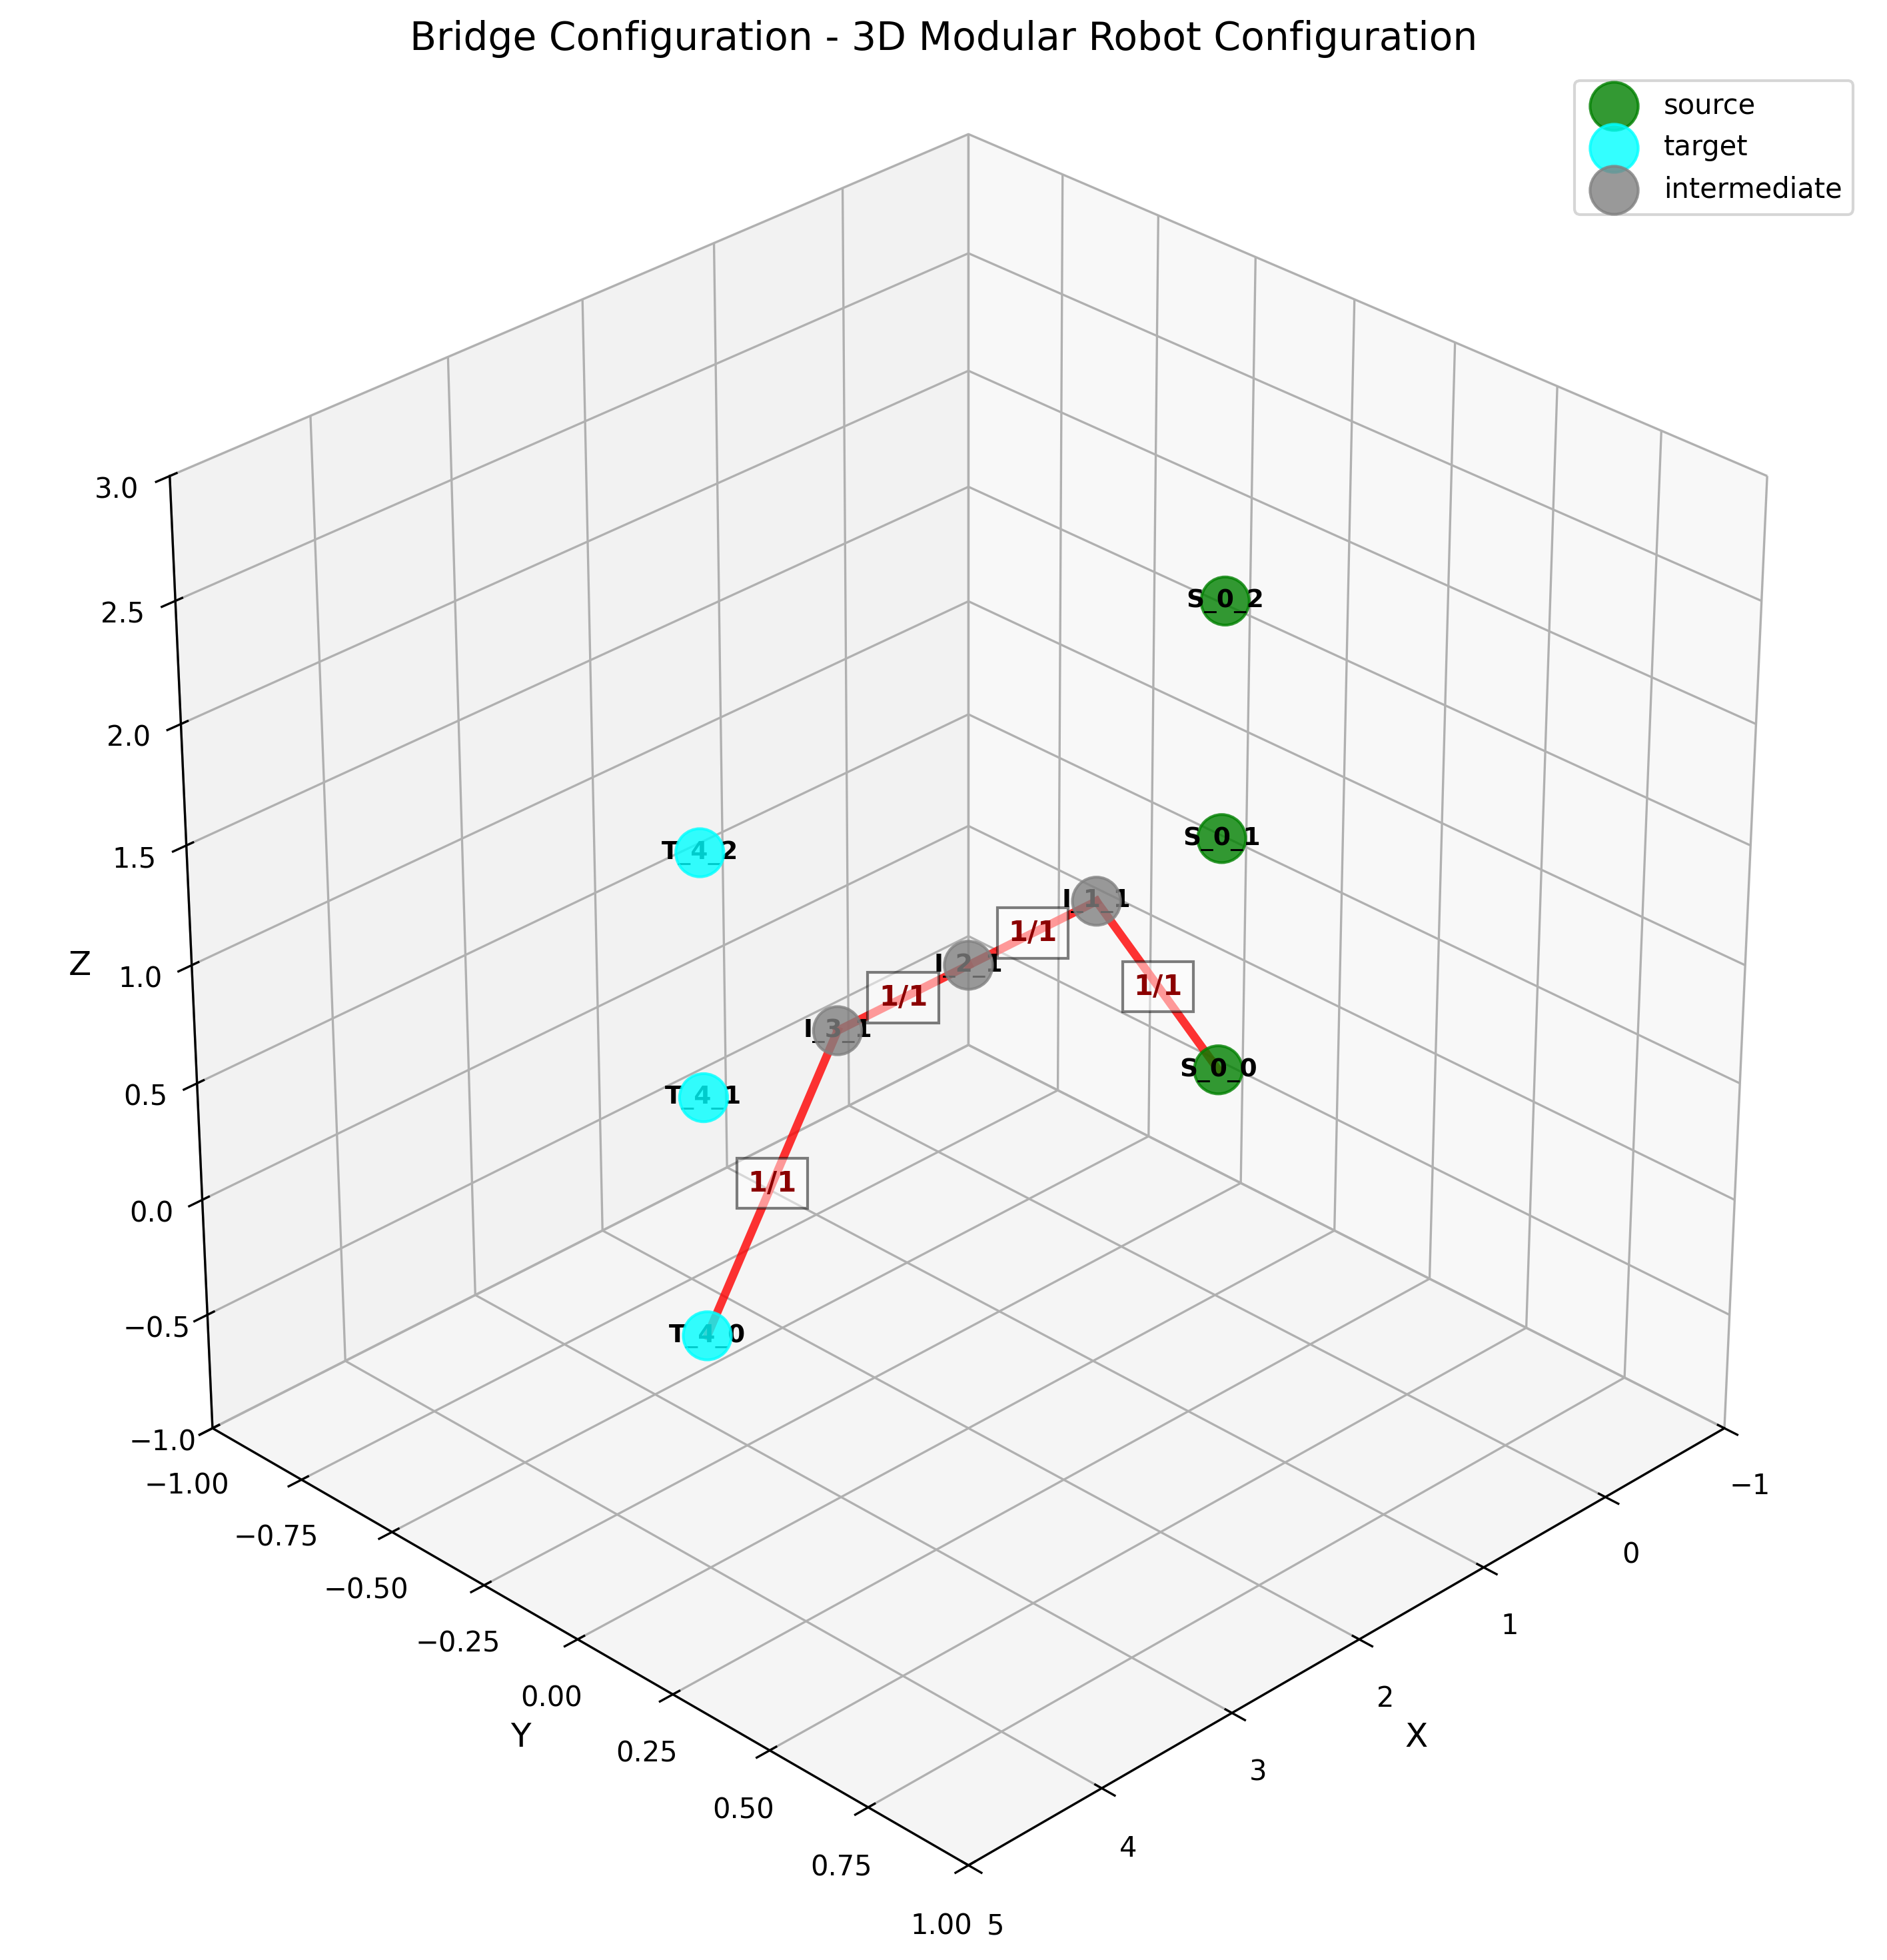 Bridge Configuration - 3D Modular Robot Configuration
source
target
intermediate
3.0
2.5
2.0
1.5
1.0
0.5
0.0
−0.5
−1.0
Z
−1.00
−0.75
−0.50
−0.25
0.00
0.25
0.50
0.75
1.00
Y
5
4
3
2
1
0
−1
X
S_0_2
S_0_1
S_0_0
T_4_2
T_4_1
T_4_0
I_1_1
I_2_1
I_3_1
1/1
1/1
1/1
1/1